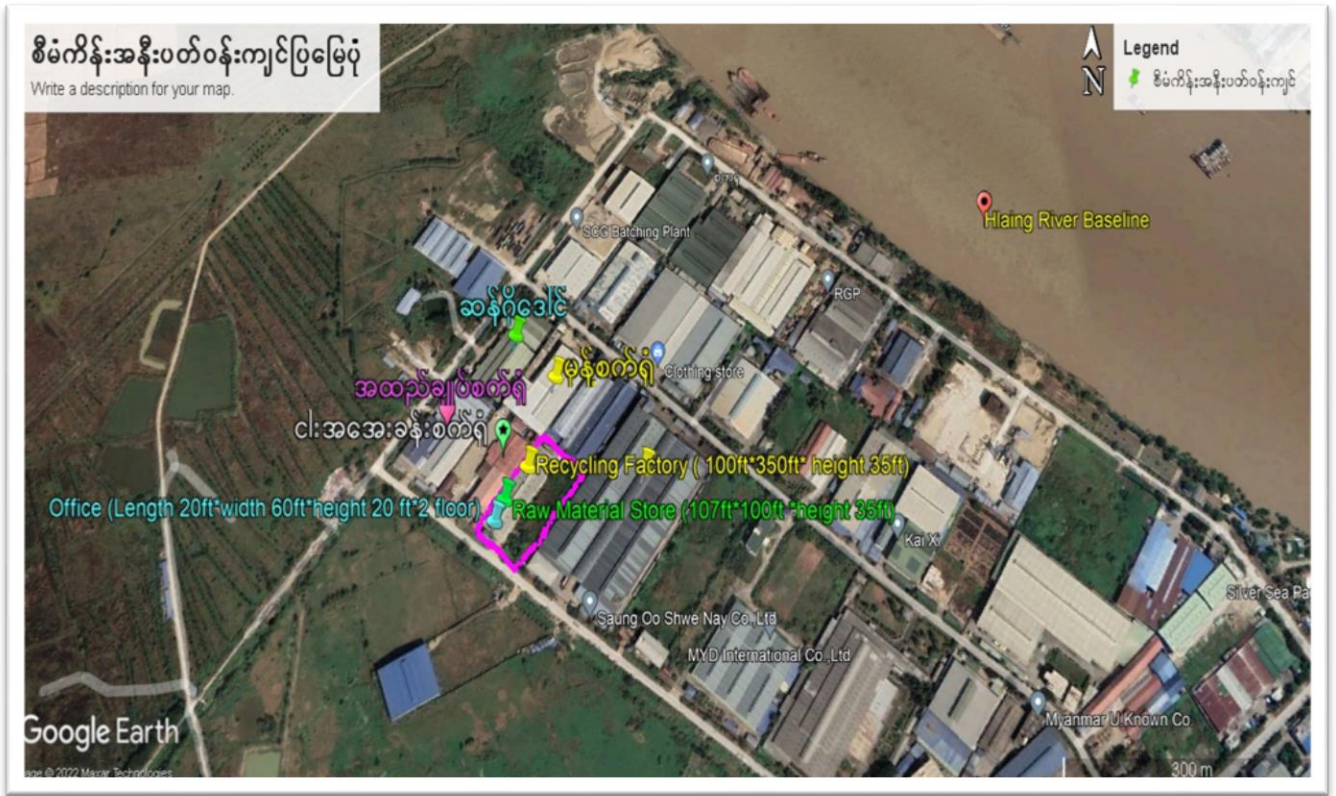 စီမံကိန်းအနီးပတ်ဝန်းကျင်ပြမြေပုံ
Write a description for your map.
N
Legend
စီမံကိန်းအနီးပတ်ဝန်းကျင်
Hlaing River Baseline
SCG Batching Plant
RGP
ဆန်ဂိုဒေါင်
မုန့်စက်ရုံ
Clothing store
အထည်ချုပ်စက်ရုံ
ငါးအအေးခန်းစက်ရုံ
Recycling Factory ( 100ft*350ft* height 35ft)
Office (Length 20ft*width 60ft*height 20 ft*2 floor)
Raw Material Store (107ft*100ft *height 35ft)
Kai Xi
Saung Oo Shwe Nay Co.,Ltd
Silver Sea Pa
MYD International Co.,Ltd
Myanmar U Known Co
Google Earth
© 2022 Maxar Technologies
300 m